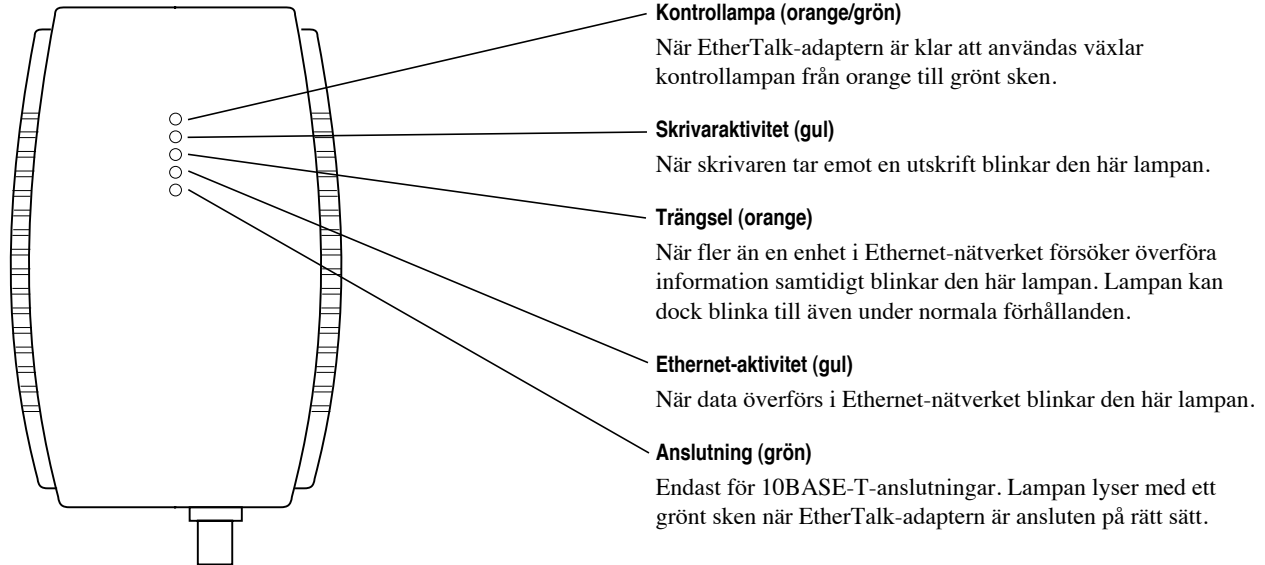 Kontrollampa (orange/grön)
När EtherTalk-adaptern är klar att användas växlar
kontrollampan från orange till grönt sken.
Skrivaraktivitet (gul)
När skrivaren tar emot en utskrift blinkar den här lampan.
Trängsel (orange)
När fler än en enhet i Ethernet-nätverket försöker överföra
information samtidigt blinkar den här lampan. Lampan kan
dock blinka till även under normala förhållanden.
Ethernet-aktivitet (gul)
När data överförs i Ethernet-nätverket blinkar den här lampan.
Anslutning (grön)
Endast för 10BASE-T-anslutningar. Lampan lyser med ett
grönt sken när EtherTalk-adaptern är ansluten på rätt sätt.